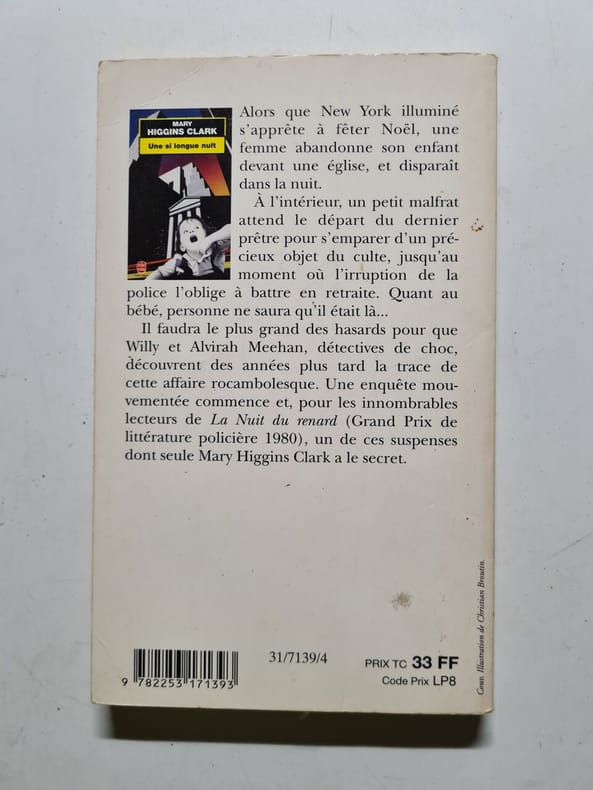 MARY
HIGGINS CLARK
Une si longue nuit
Alors que New York illuminé
s'apprête à fêter Noël, une
femme abandonne son enfant
devant une église, et disparaît
dans la nuit.
À l'intérieur, un petit malfrat
attend le départ du dernier
prêtre pour s'emparer d'un pré-
cieux objet du culte, jusqu'au
moment où l'irruption de la
police l'oblige à battre en retraite. Quant au
bébé, personne ne saura qu'il était là...
Il faudra le plus grand des hasards pour que
Willy et Alvirah Meehan, détectives de choc,
découvrent des années plus tard la trace de
cette affaire rocambolesque. Une enquête mou-
vementée commence et, pour les innombrables
lecteurs de La Nuit du renard (Grand Prix de
littérature policière 1980), un de ces suspenses
dont seule Mary Higgins Clark a le secret.
Couv. Illustration de Christian Broutin.
31/7139/4
PRIX TC 33 FF
Code Prix LP8
9 782253 171393